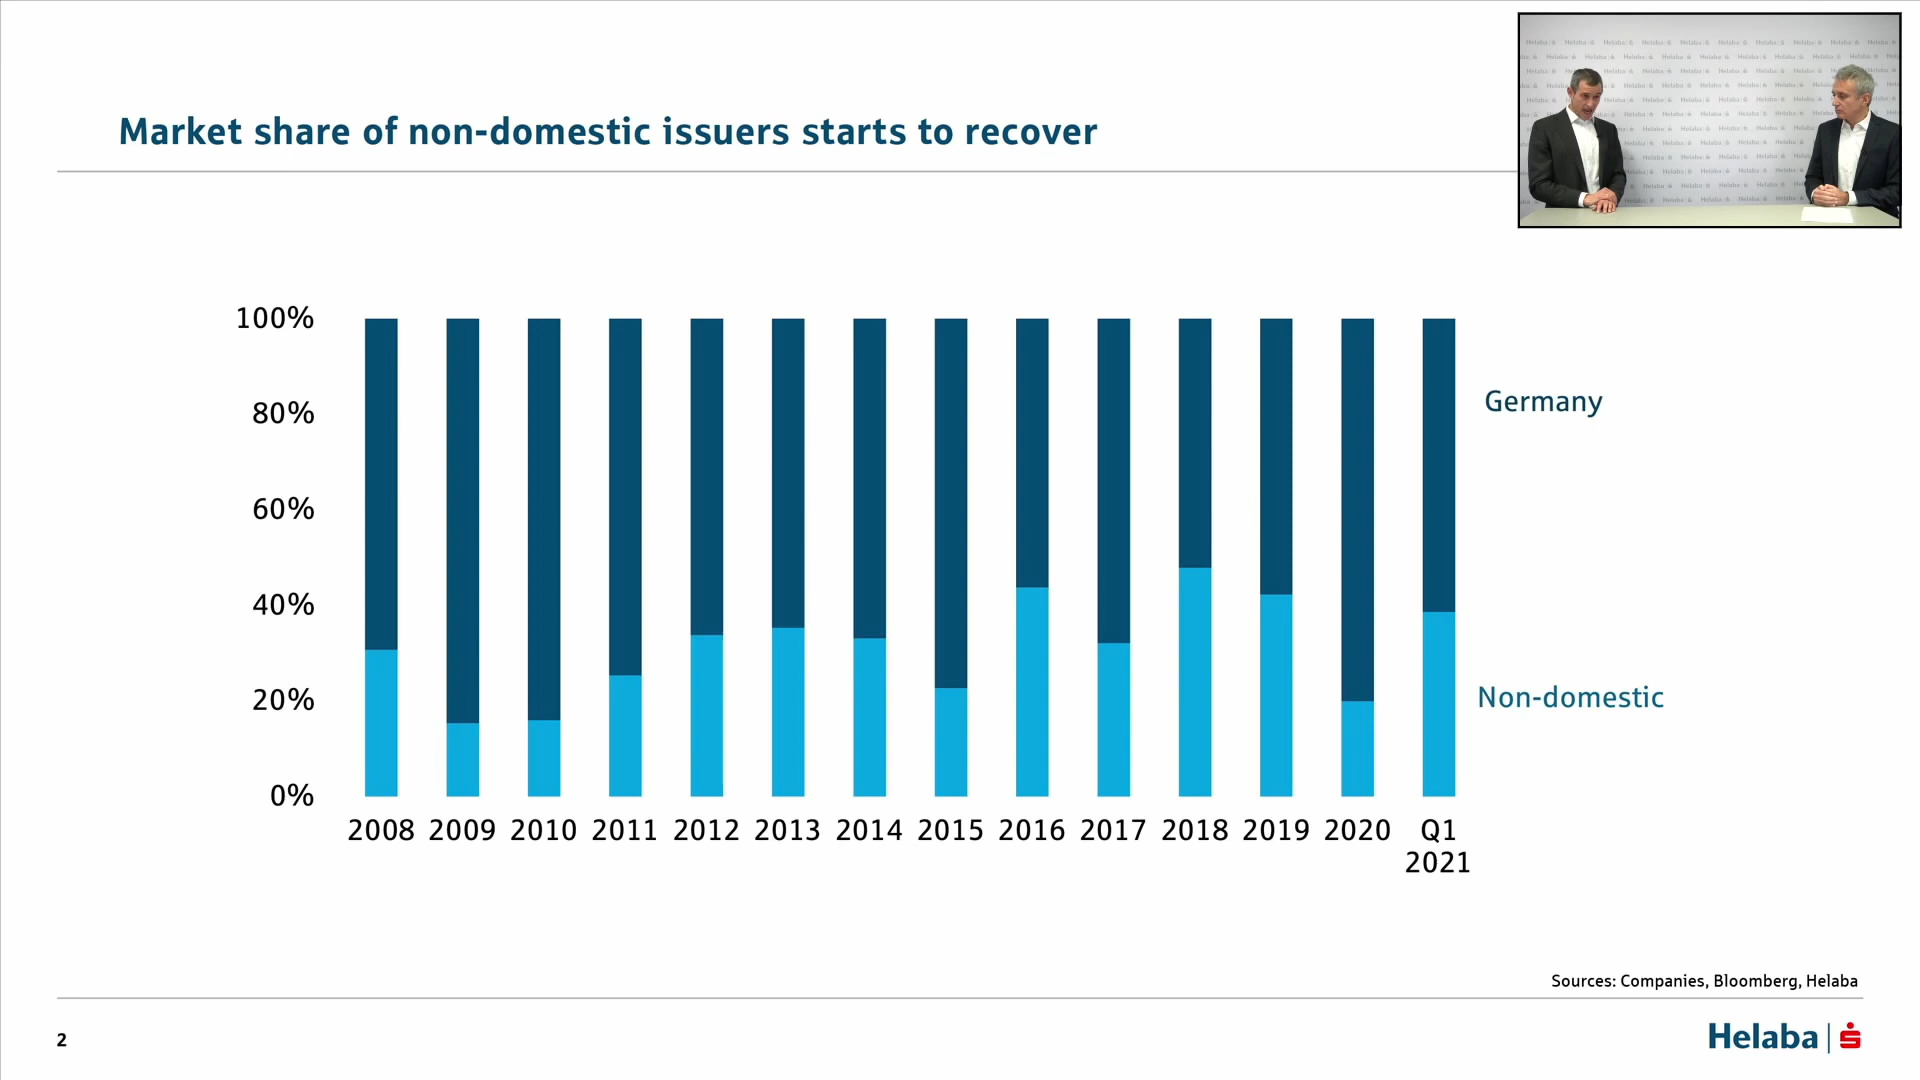 Market share of non-domestic issuers starts to recover
100%
80%
60%
40%
20%
0%
Germany
Non-domestic
2008 2009 2010 2011 2012 2013 2014 2015 2016 2017 2018 2019 2020 Q1
2021
Sources: Companies, Bloomberg, Helaba
2
Helaba